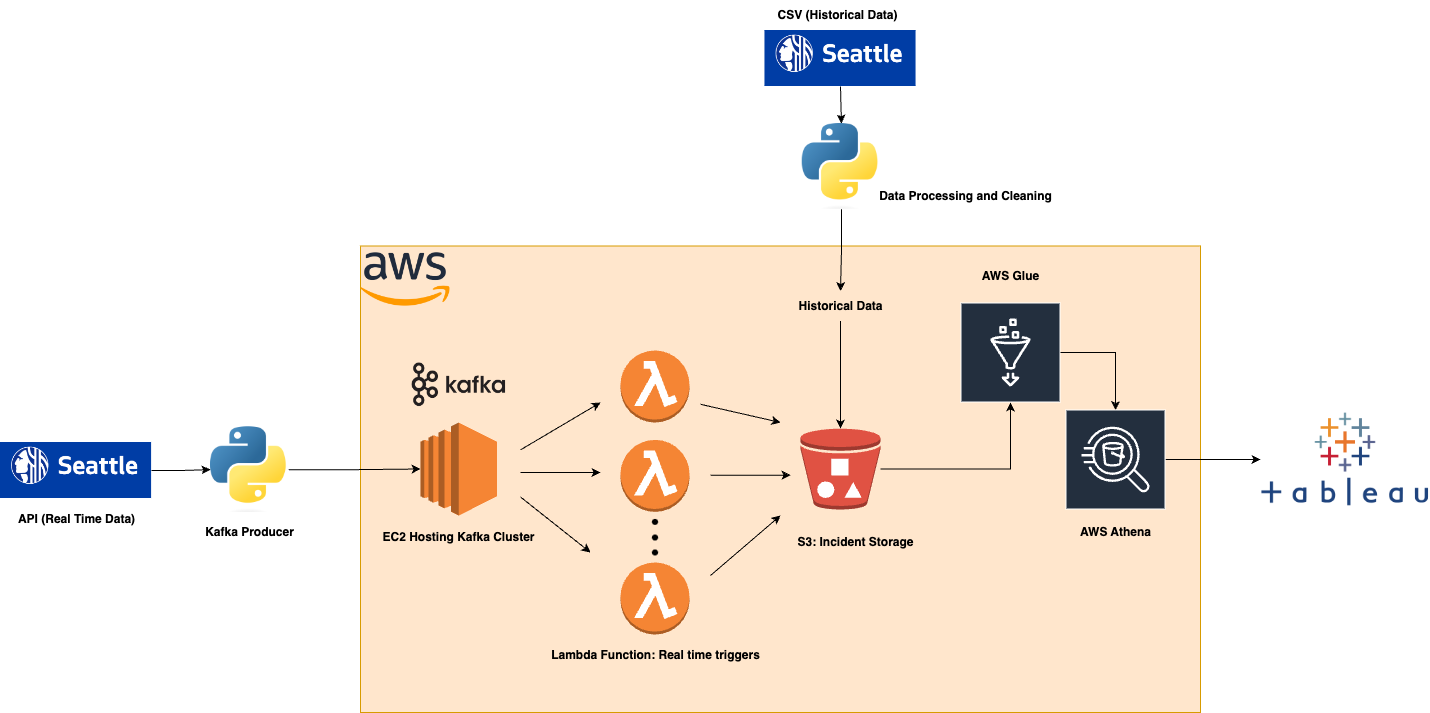 CSV (Historical Data)
Seattle
Data Processing and Cleaning
aws
Historical Data
AWS Glue
kafka
Seattle
API (Real Time Data)
Kafka Producer
EC2 Hosting Kafka Cluster
Lambda Function: Real time triggers
S3: Incident Storage
AWS Athena
tableau